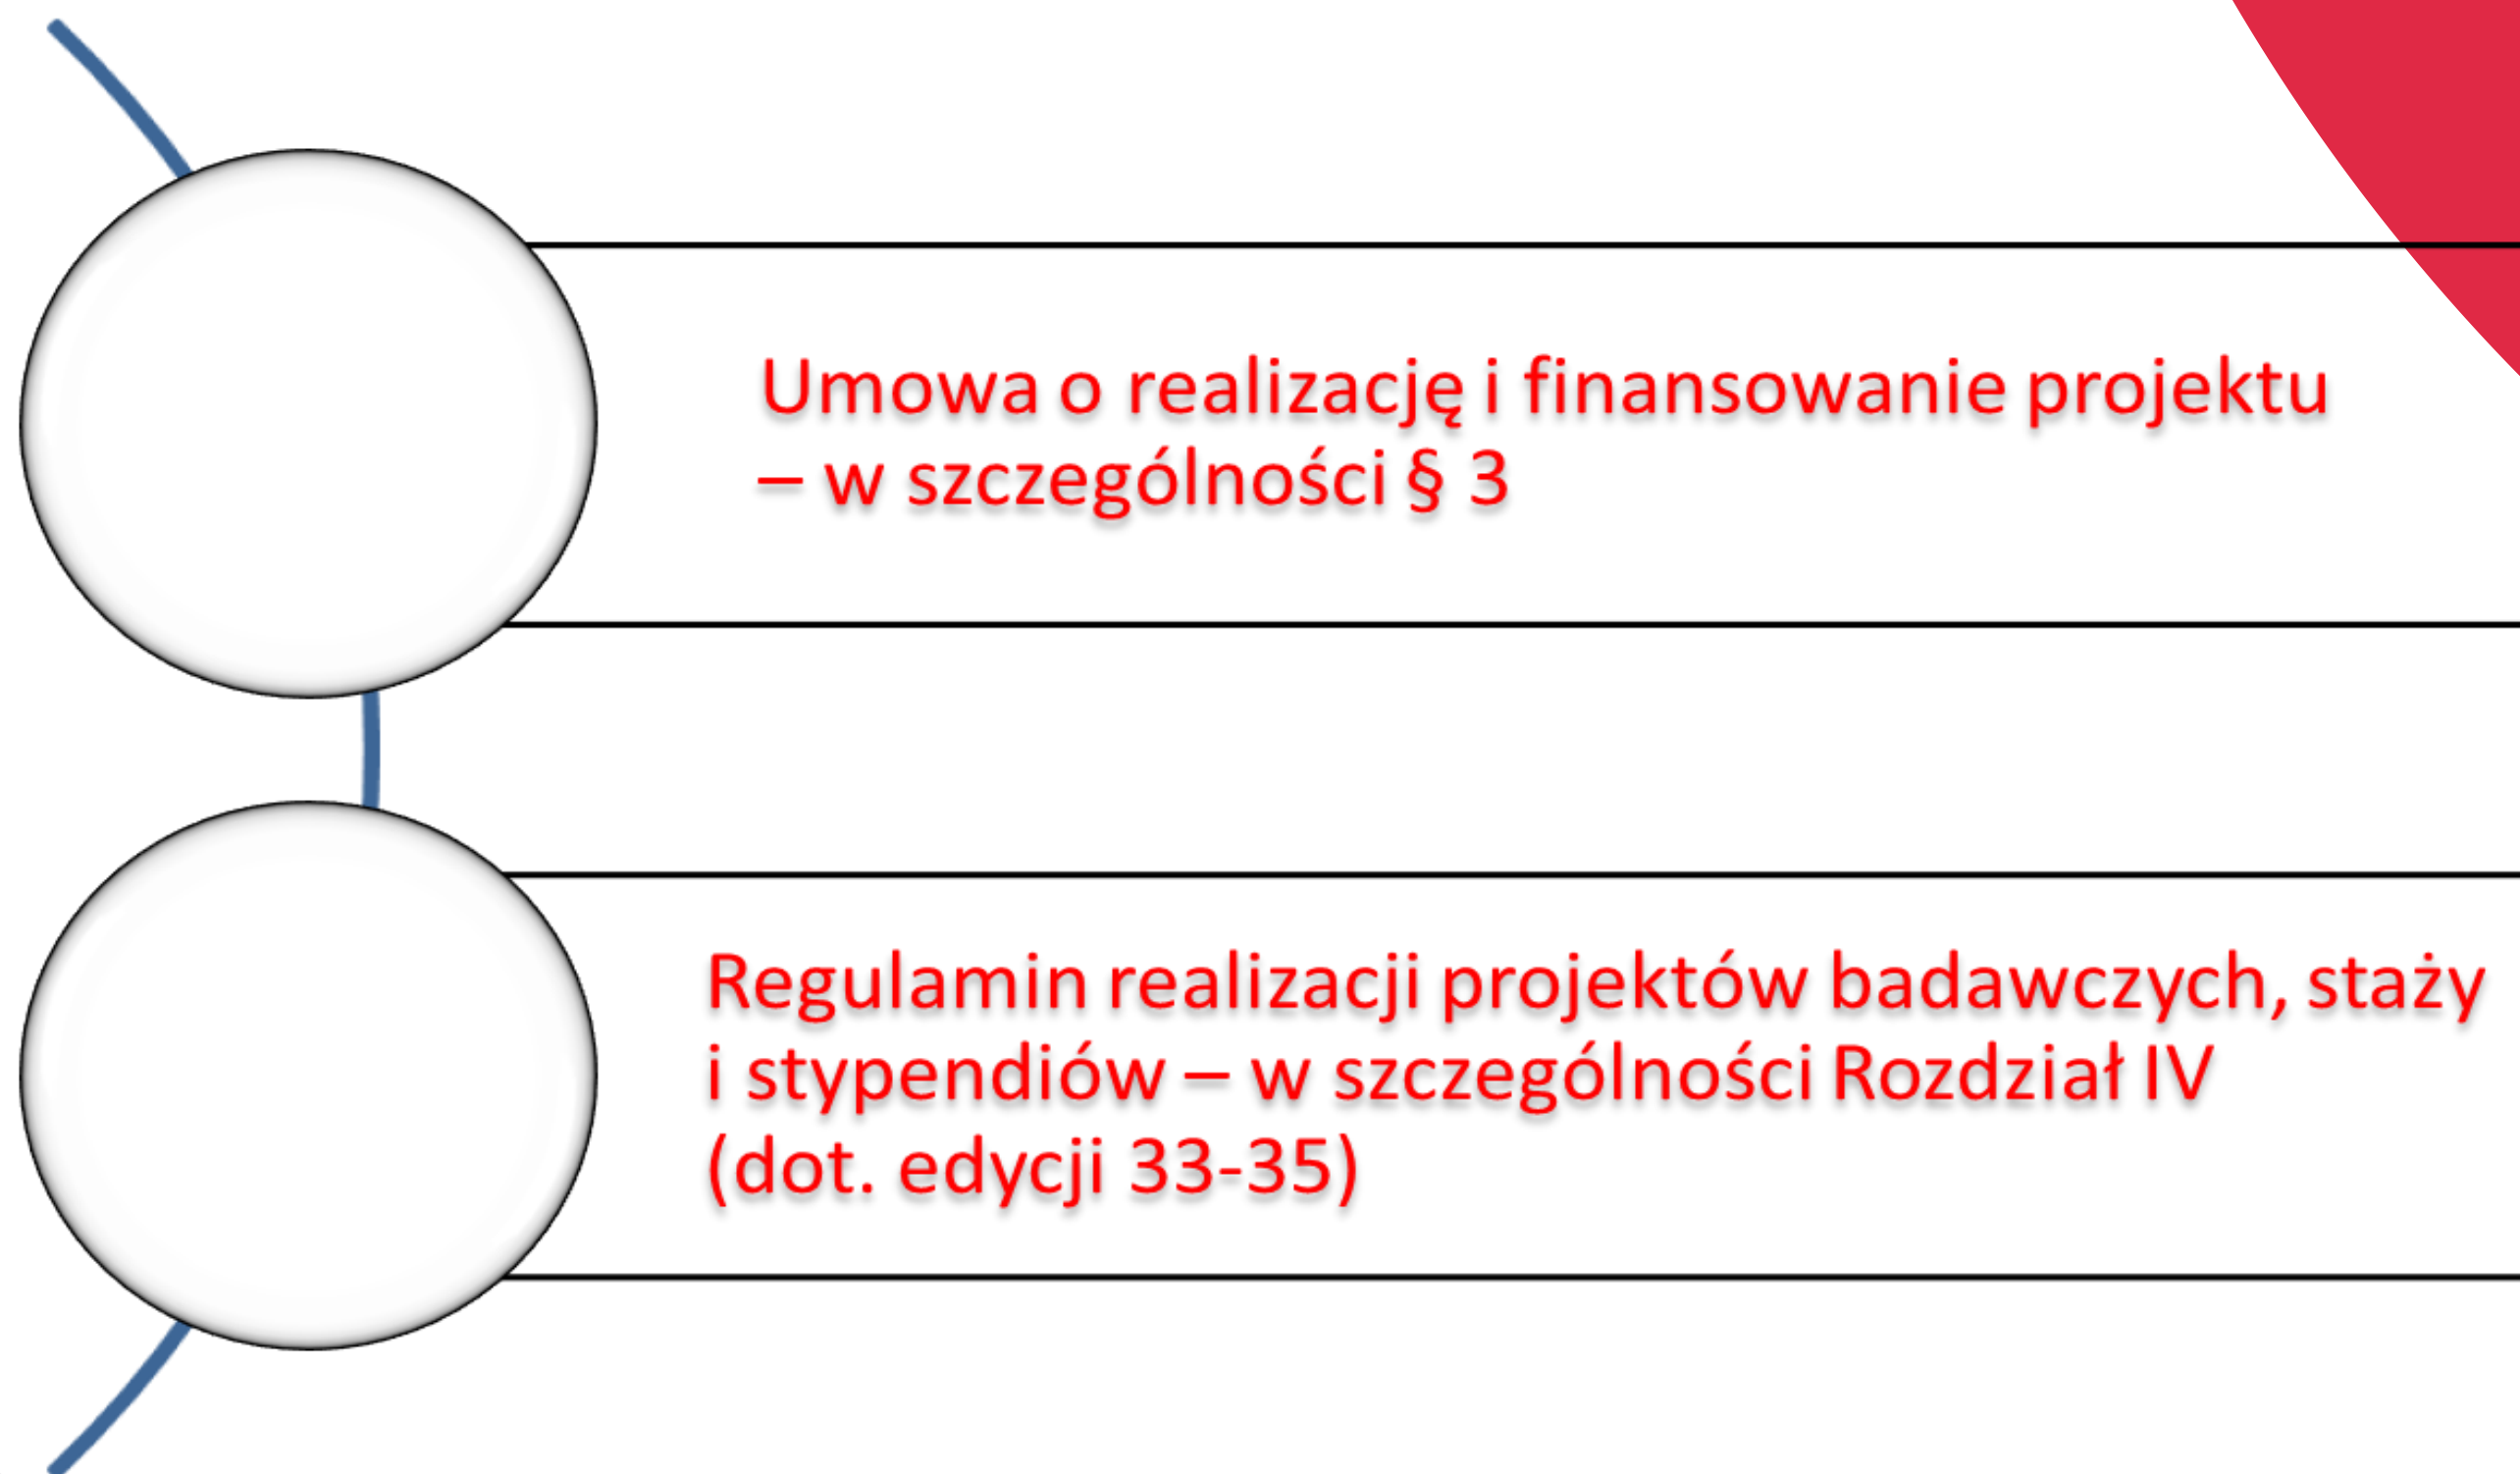 Umowa o realizację i finansowanie projektu
– w szczególności § 3
Regulamin realizacji projektów badawczych, staży
i stypendiów – w szczególności Rozdział IV
(dot. edycji 33-35)